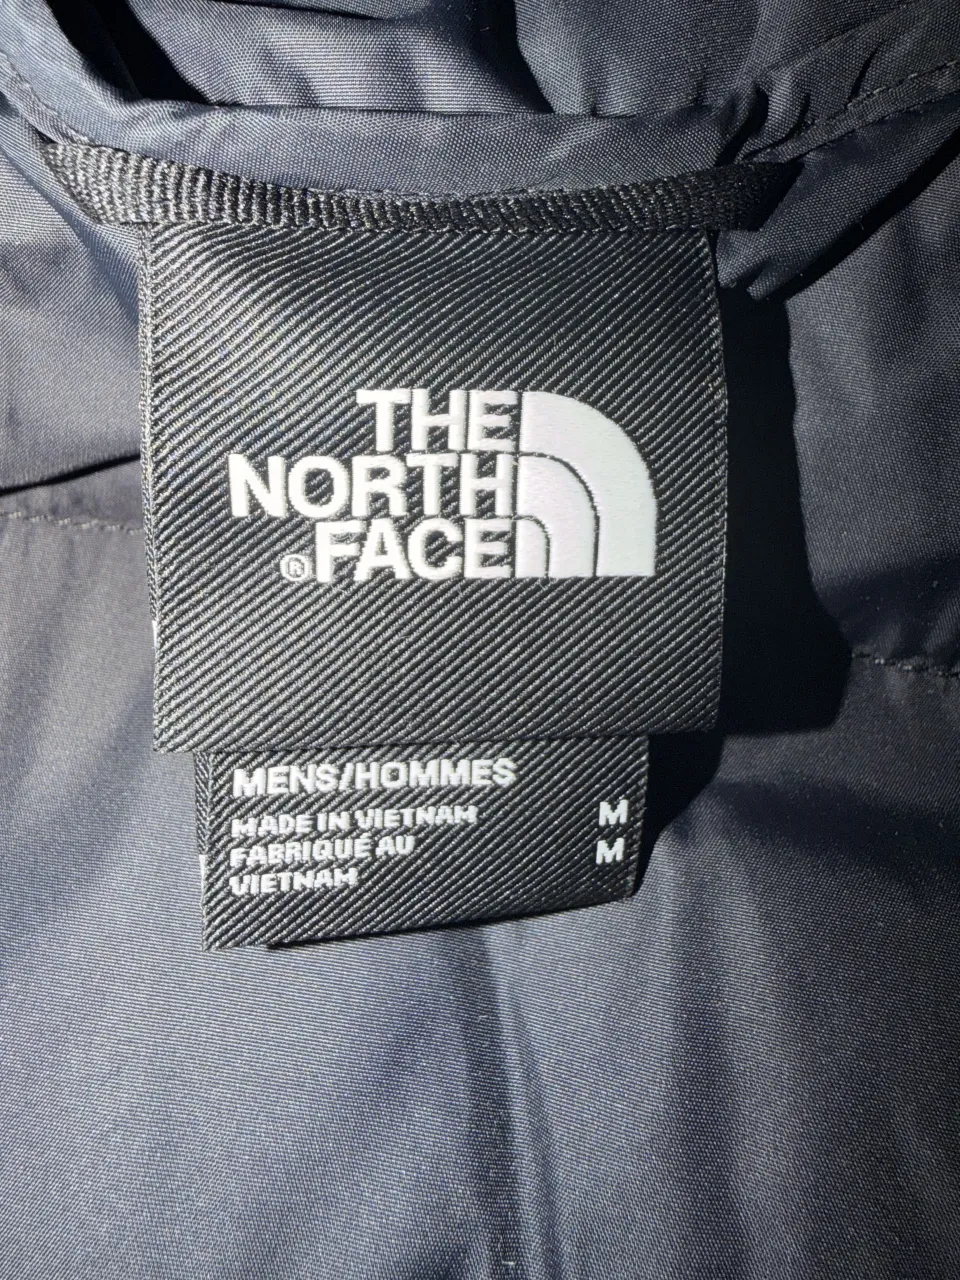 THE
NORTH
®FACE
MENS/HOMMES
MADE IN VIETNAM M
FABRIQUÉ AU M
VIETNAM